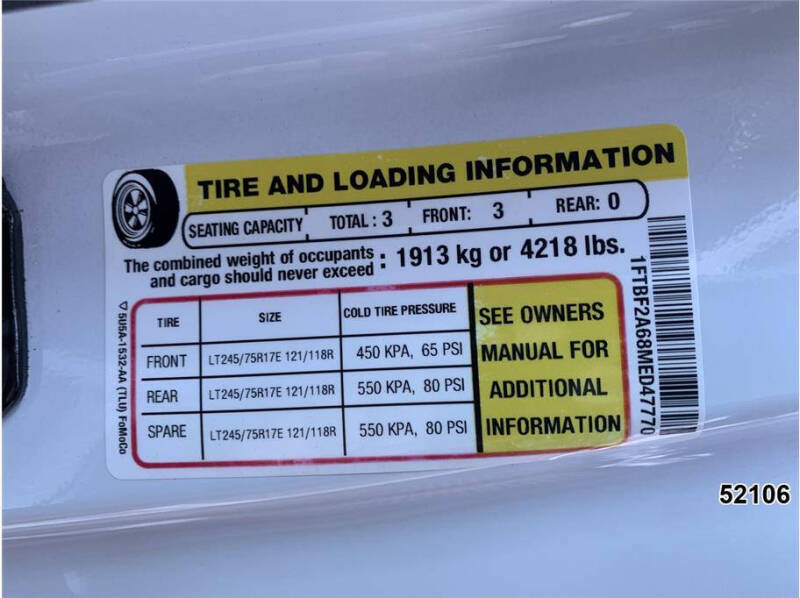 TIRE AND LOADING INFORMATION
SEATING CAPACITY TOTAL : 3 FRONT: 3 REAR: 0
The combined weight of occupants
and cargo should never exceed : 1913 kg or 4218 lbs.
TIRE SIZE COLD TIRE PRESSURE
FRONT LT245/75R17E 121/118R 450 KPA, 65 PSI
REAR LT245/75R17E 121/118R 550 KPA, 80 PSI
SPARE LT245/75R17E 121/118R 550 KPA, 80 PSI
SEE OWNERS
MANUAL FOR
ADDITIONAL
INFORMATION
5U5A-1532-AA (TLU) FoMoCo
1FTBF2A68MED47770
52106